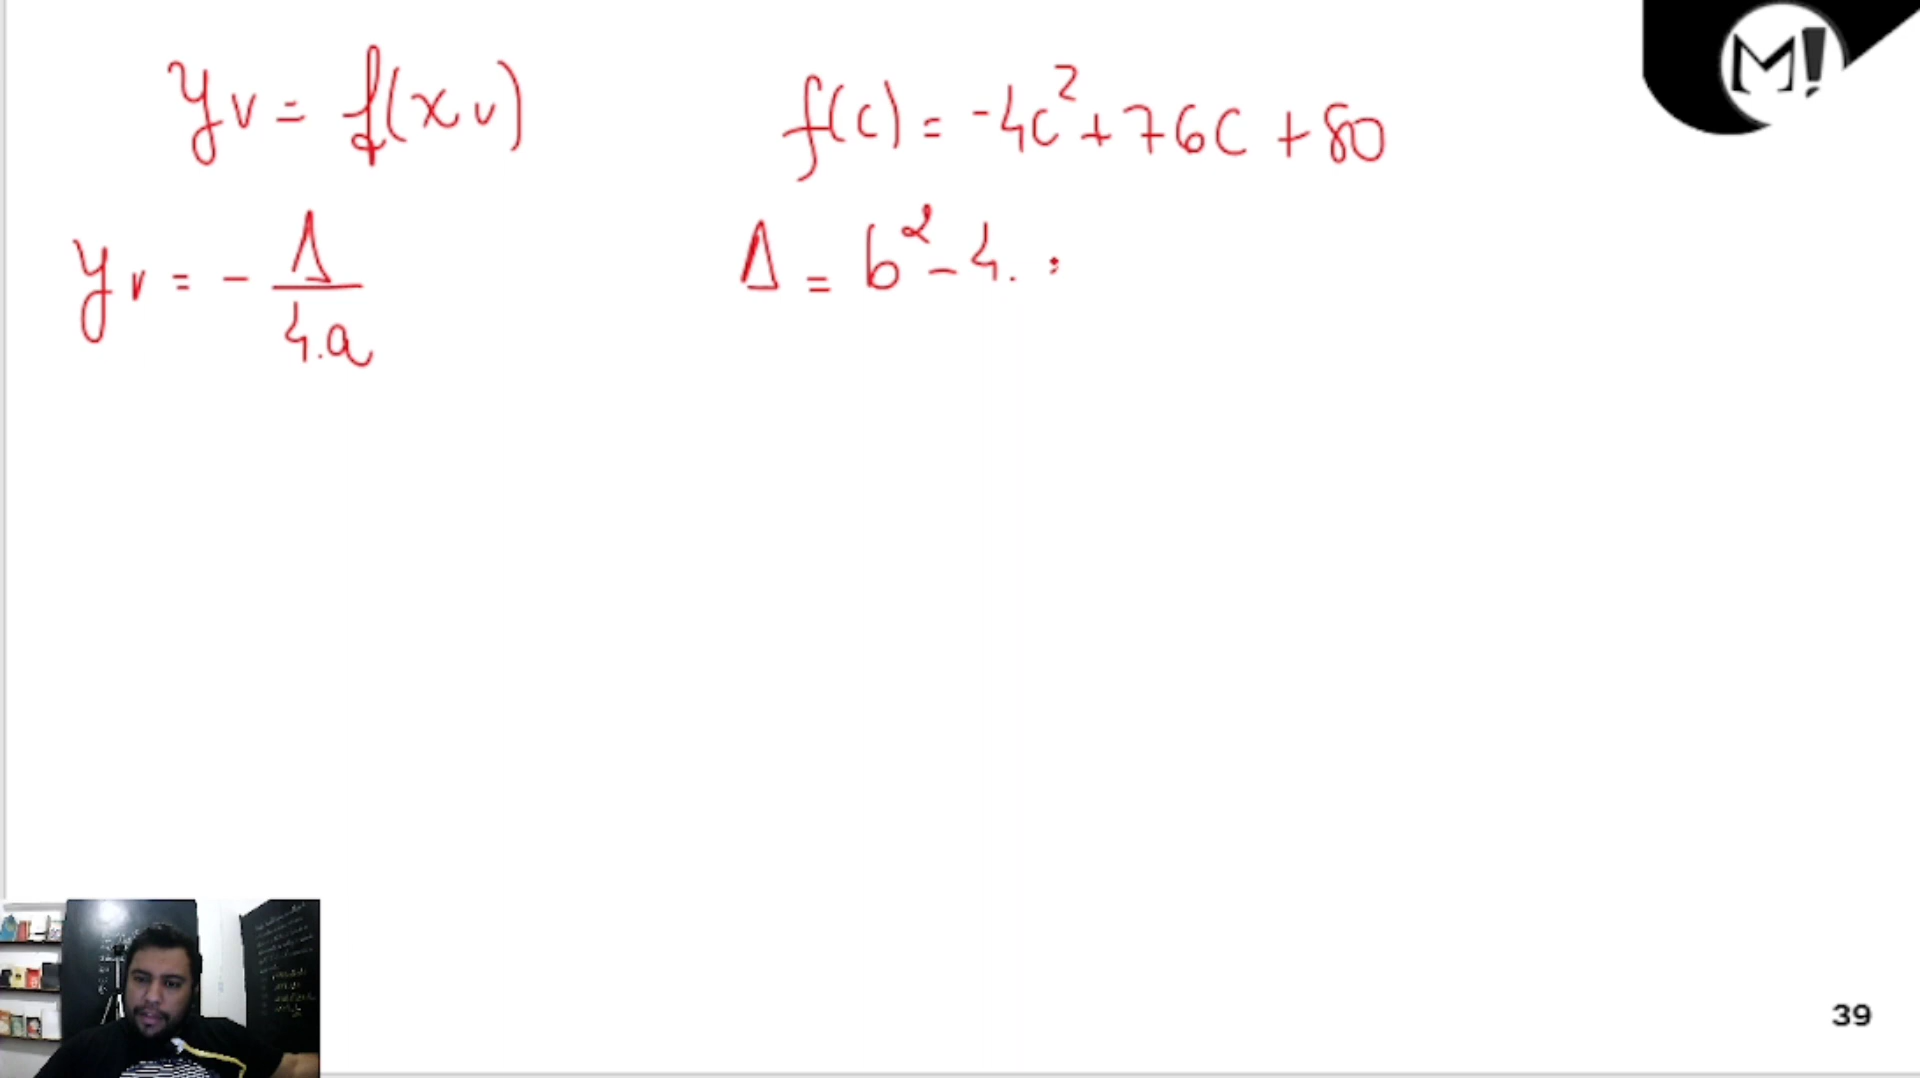 yv = f(xv)
f(c) = -4c² + 76c + 80
yv = - Δ / 4.a
Δ = b² - 4.
M!
39